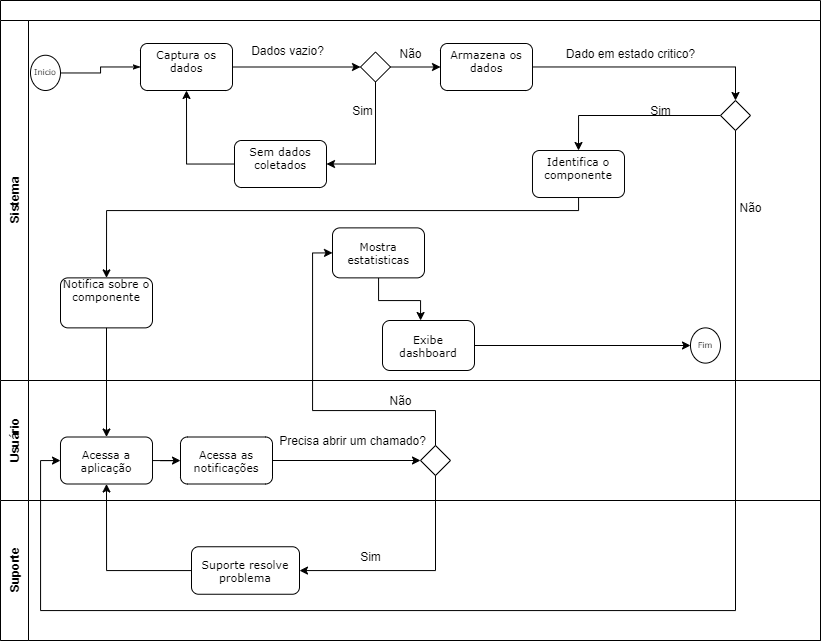 Sistema
Inicio
Captura os
dados
Dados vazio?
Não
Armazena os
dados
Dado em estado critico?
Sim
Sem dados
coletados
Sim
Identifica o
componente
Não
Mostra
estatisticas
Notifica sobre o
componente
Exibe
dashboard
Fim
Usuário
Não
Acessa a
aplicação
Acessa as
notificações
Precisa abrir um chamado?
Suporte
Suporte resolve
problema
Sim